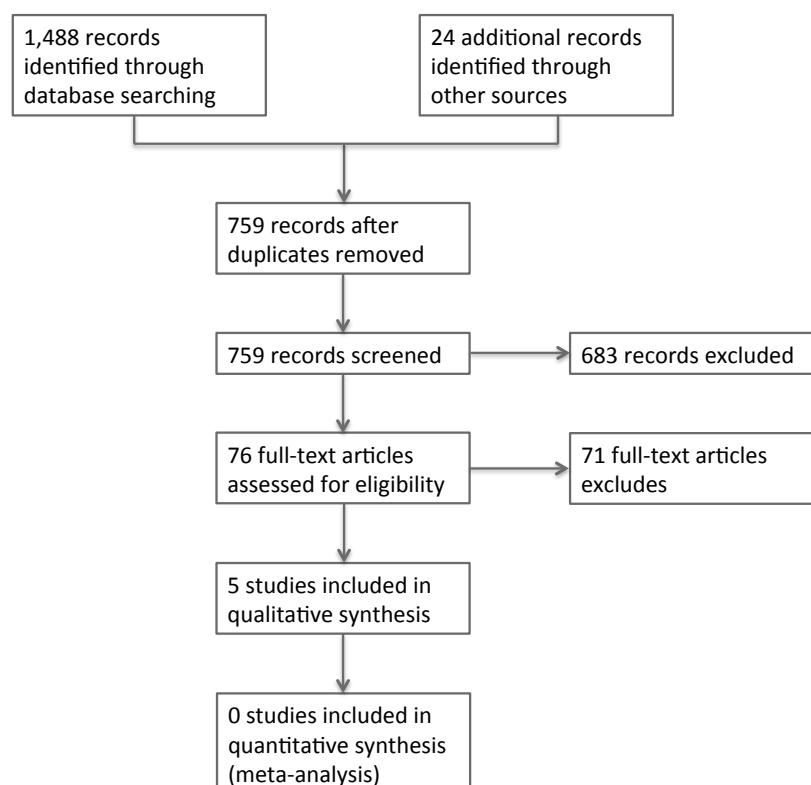 1,488 records
identified through
database searching
24 additional records
identified through
other sources
759 records after
duplicates removed
759 records screened
683 records excluded
76 full-text articles
assessed for eligibility
71 full-text articles
excludes
5 studies included in
qualitative synthesis
0 studies included in
quantitative synthesis
(meta-analysis)